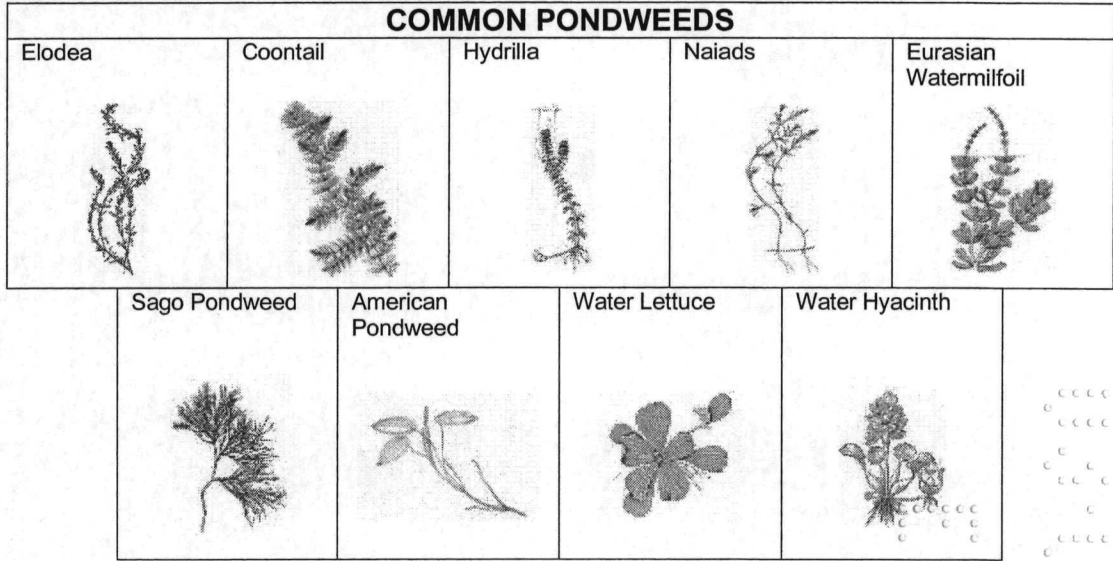 COMMON PONDWEEDS
Elodea
Coontail
Hydrilla
Naiads
Eurasian
Watermilfoil
Sago Pondweed
American
Pondweed
Water Lettuce
Water Hyacinth